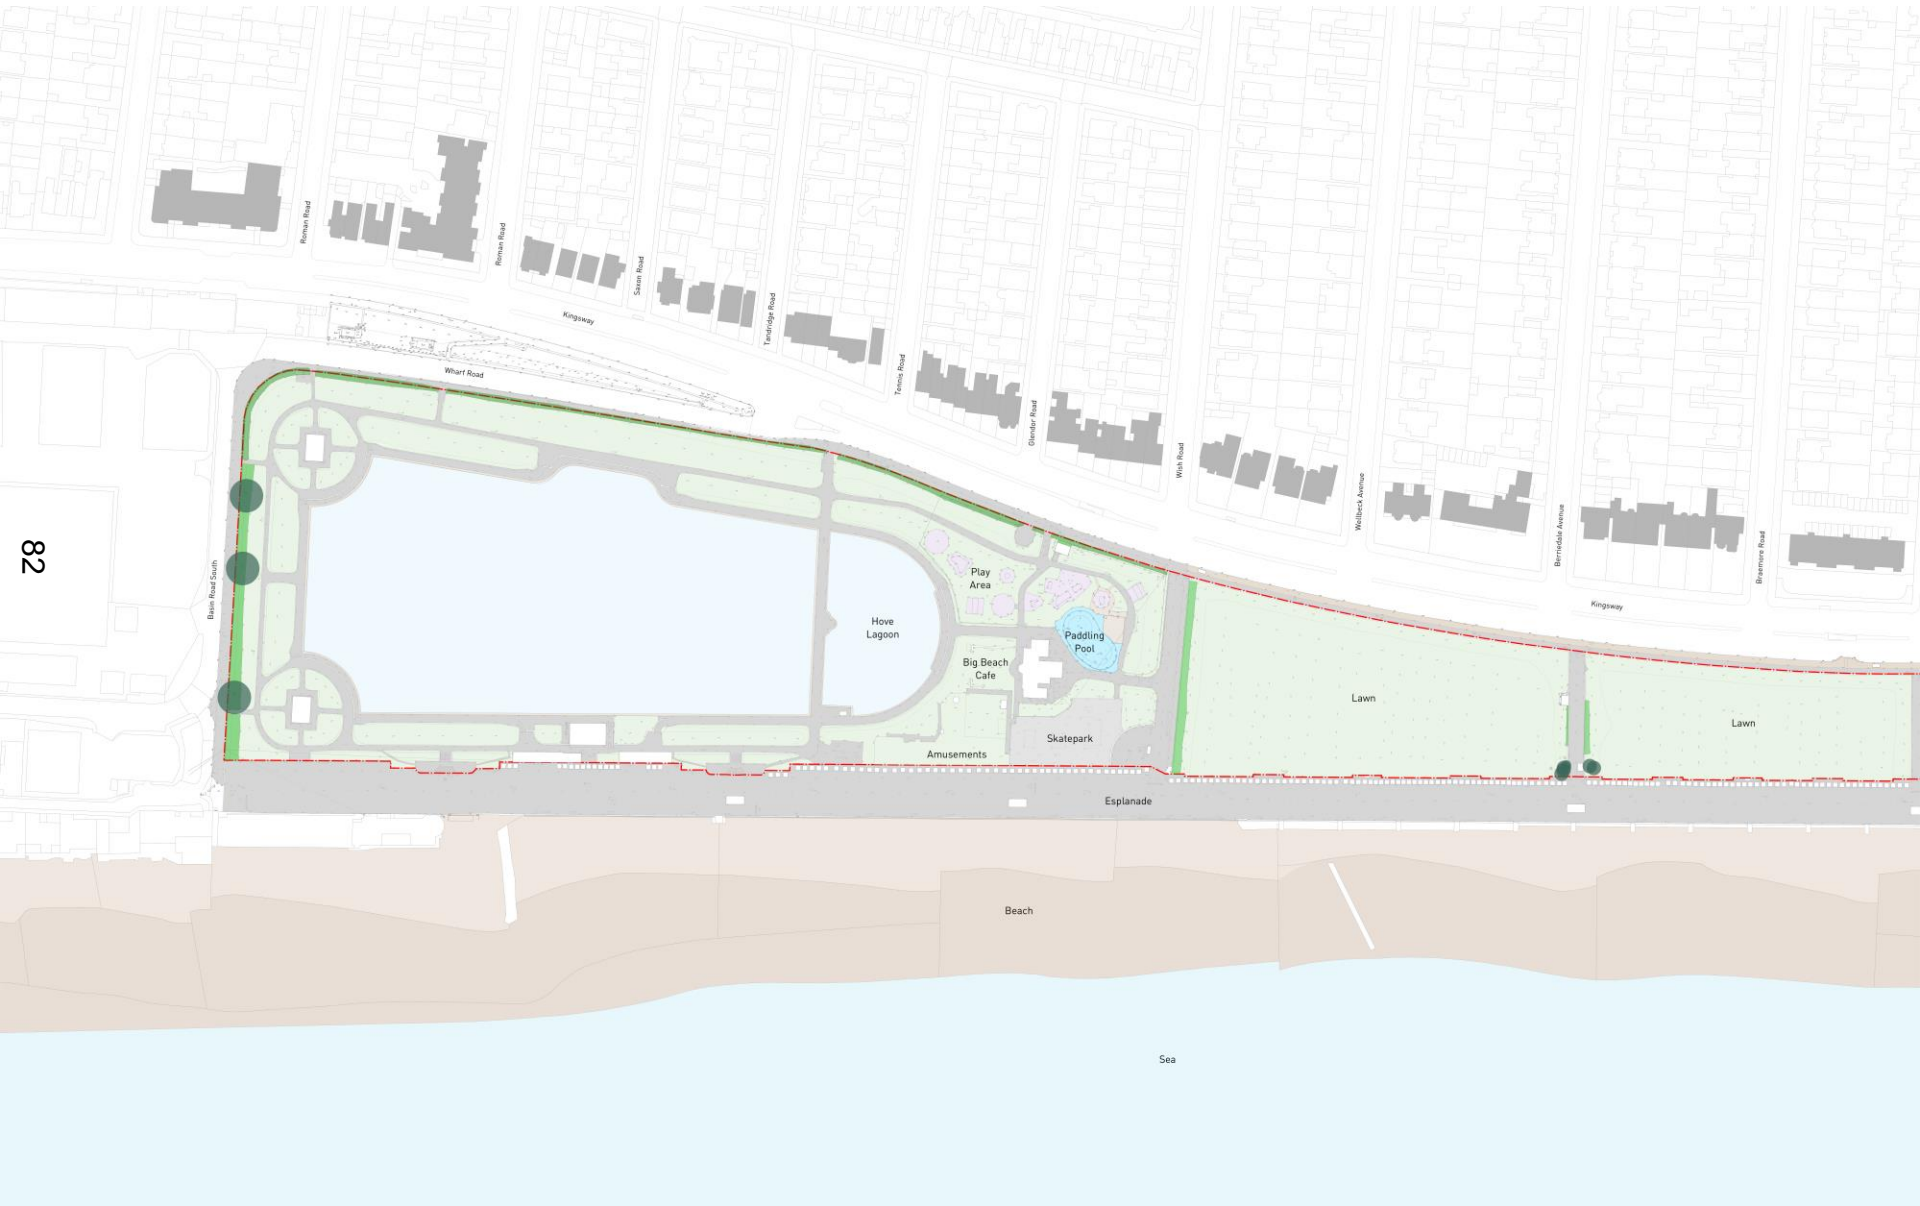 Roman Road
Roman Road
Saxon Road
Tandridge Road
Kingsway
Wharf Road
Tennis Road
Glendor Road
Wish Road
Wellbeck Avenue
Berriedale Avenue
Braemore Road
Kingsway
82
Basin Road South
Play
Area
Hove
Lagoon
Paddling
Pool
Big Beach
Cafe
Lawn
Lawn
Skatepark
Amusements
Esplanade
Beach
Sea